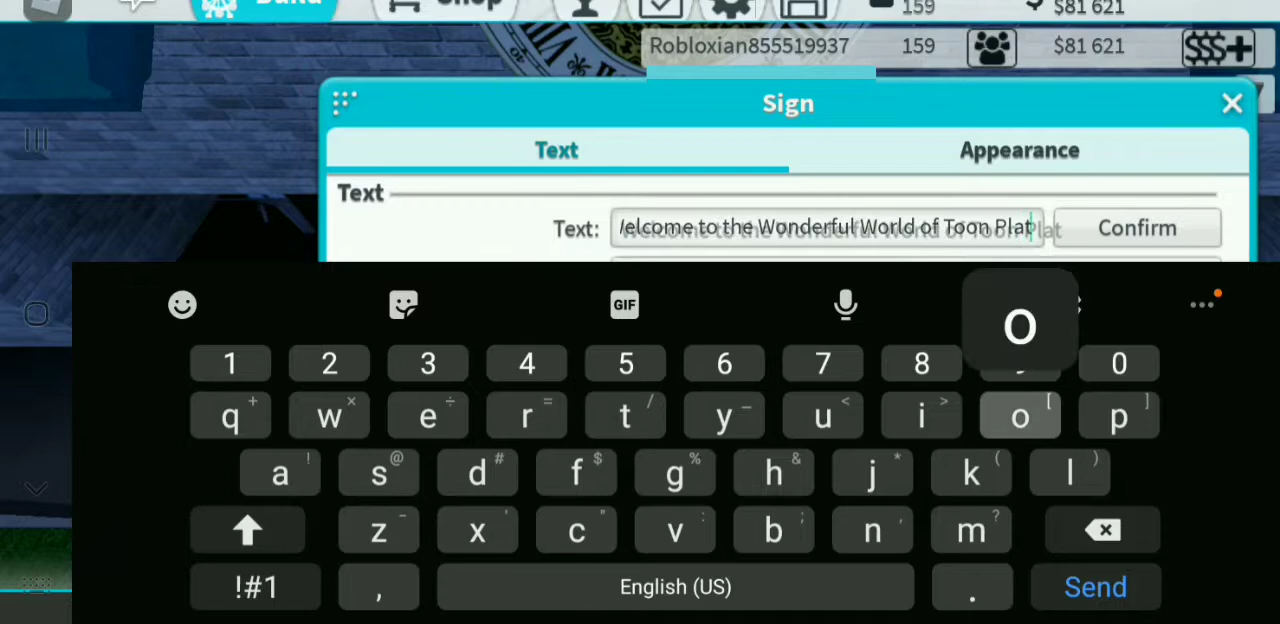 Build
Shop
159
$81 621
Robloxian855519937 159 $81 621 $$$+
Sign
Text Appearance
Text
Text: elcome to the Wonderful World of Toon Plat Confirm
GIF
o
1 2 3 4 5 6 7 8 0
q + w × e ÷ r = t / y _ u < i > o [ p ]
a ! s @ d # f $ g % h & j * k ( l )
z - x ' c " v : b ; n , m ?
!#1 , English (US) . Send